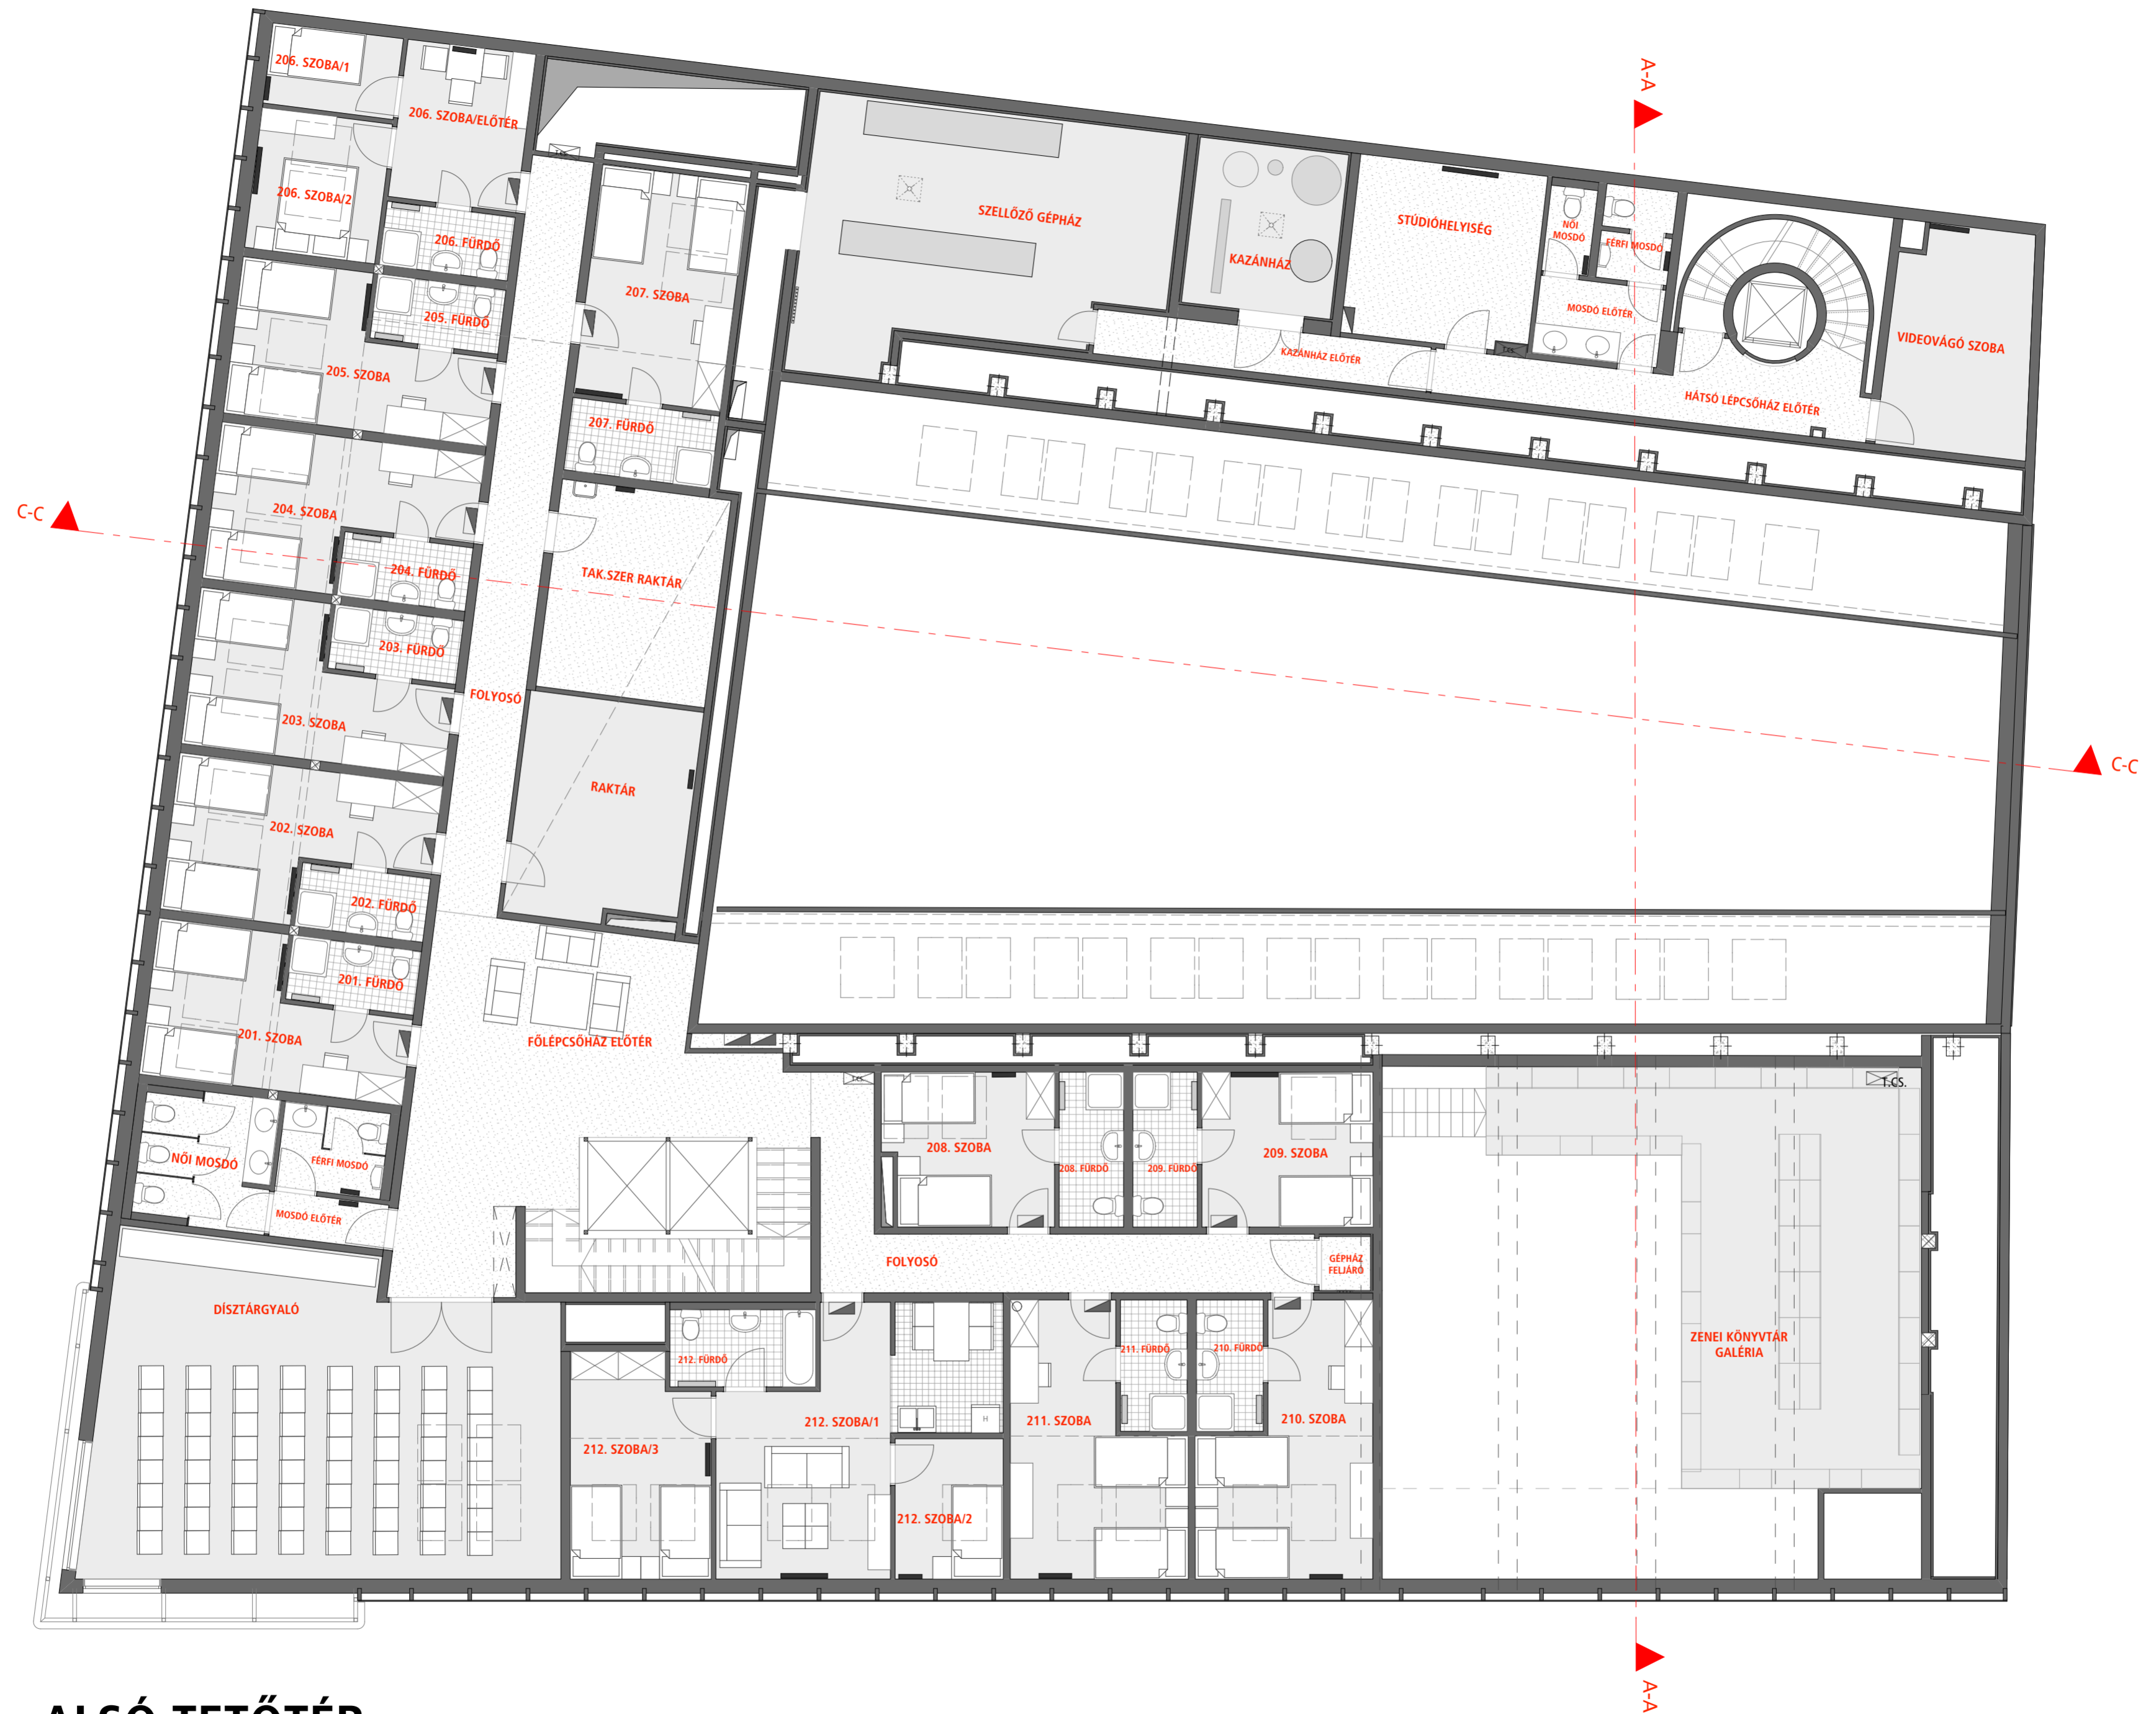 206. SZOBA/1
206. SZOBA/ELŐTÉR
206. SZOBA/2
206. FÜRDŐ
205. FÜRDŐ
205. SZOBA
207. SZOBA
207. FÜRDŐ
SZELLŐZŐ GÉPHÁZ
KAZÁNHÁZ
STÚDIÓHELYISÉG
NŐI
MOSDÓ
FÉRFI MOSDÓ
MOSDÓ ELŐTÉR
KAZÁNHÁZ ELŐTÉR
VIDEOVÁGÓ SZOBA
HÁTSÓ LÉPCSŐHÁZ ELŐTÉR
A-A
C-C
204. SZOBA
204. FÜRDŐ
TAK.SZER RAKTÁR
203. FÜRDŐ
203. SZOBA
FOLYOSÓ
RAKTÁR
C-C
202. SZOBA
202. FÜRDŐ
201. FÜRDŐ
201. SZOBA
FŐLÉPCSŐHÁZ ELŐTÉR
NŐI MOSDÓ
FÉRFI MOSDÓ
MOSDÓ ELŐTÉR
208. SZOBA
208. FÜRDŐ
209. FÜRDŐ
209. SZOBA
T.CS.
FOLYOSÓ
GÉPHÁZ
FELJÁRÓ
DÍSZTÁRGYALÓ
212. FÜRDŐ
212. SZOBA/1
212. SZOBA/3
212. SZOBA/2
H
211. SZOBA
211. FÜRDŐ
210. FÜRDŐ
210. SZOBA
ZENEI KÖNYVTÁR
GALÉRIA
A-A
ALSÓ TETŐTÉR